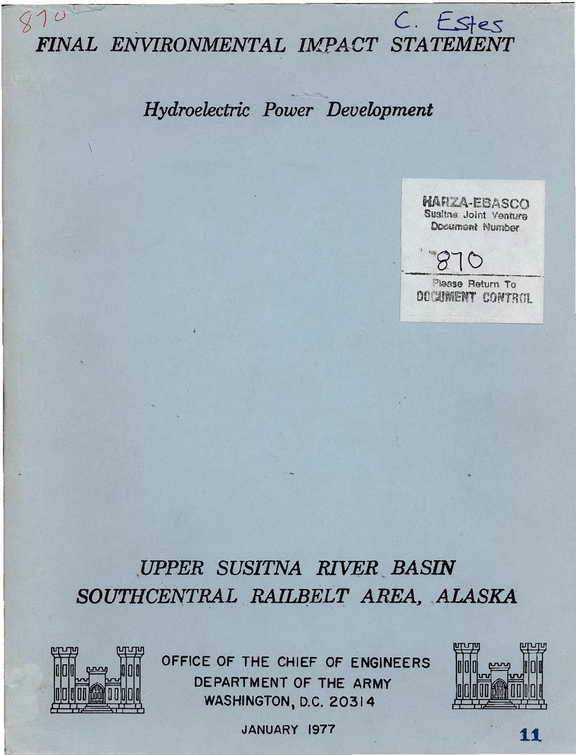 870
C. Estes
FINAL ENVIRONMENTAL IMPACT STATEMENT
Hydroelectric Power Development
HARZA-EBASCO
Susitna Joint Venture
Document Number
870
Please Return To
DOCUMENT CONTROL
UPPER SUSITNA RIVER BASIN
SOUTHCENTRAL RAILBELT AREA, ALASKA
OFFICE OF THE CHIEF OF ENGINEERS
DEPARTMENT OF THE ARMY
WASHINGTON, D.C. 20314
JANUARY 1977
11